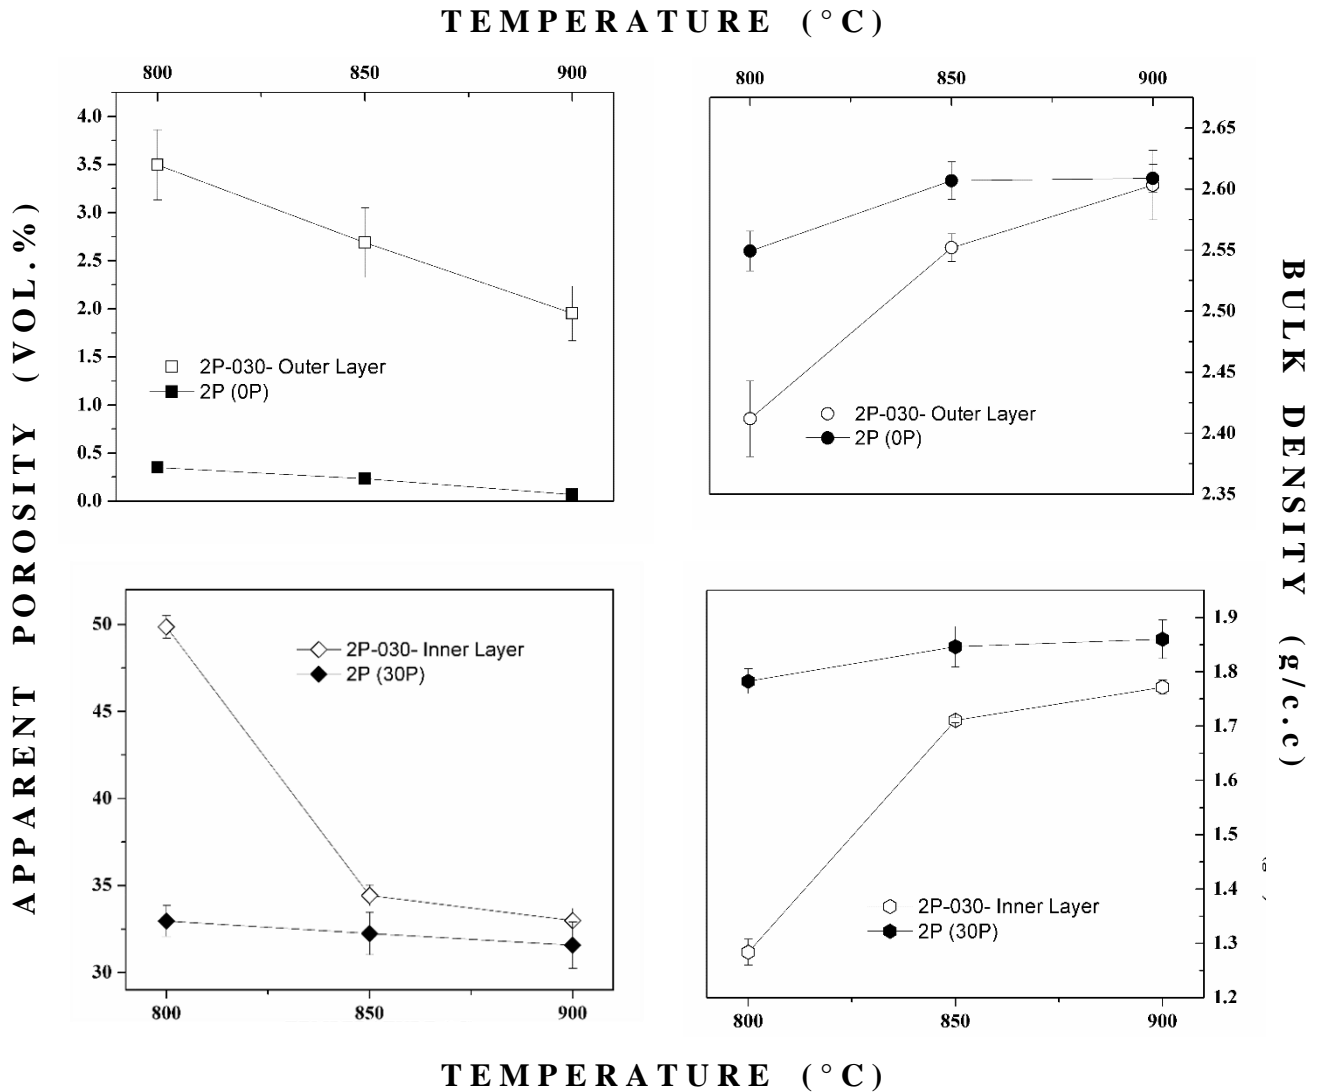 TEMPERATURE (°C)
800 850 900
4.0
3.5
3.0
2.5
2.0
1.5
1.0
0.5
0.0
2P-030- Outer Layer
2P (0P)
800 850 900
2.65
2.60
2.55
2.50
2.45
2.40
2.35
2P-030- Outer Layer
2P (0P)
APPARENT POROSITY (VOL.%)
BULK DENSITY (g/c.c)
50
45
40
35
30
2P-030- Inner Layer
2P (30P)
800 850 900
1.9
1.8
1.7
1.6
1.5
1.4
1.3
1.2
2P-030- Inner Layer
2P (30P)
800 850 900
TEMPERATURE (°C)